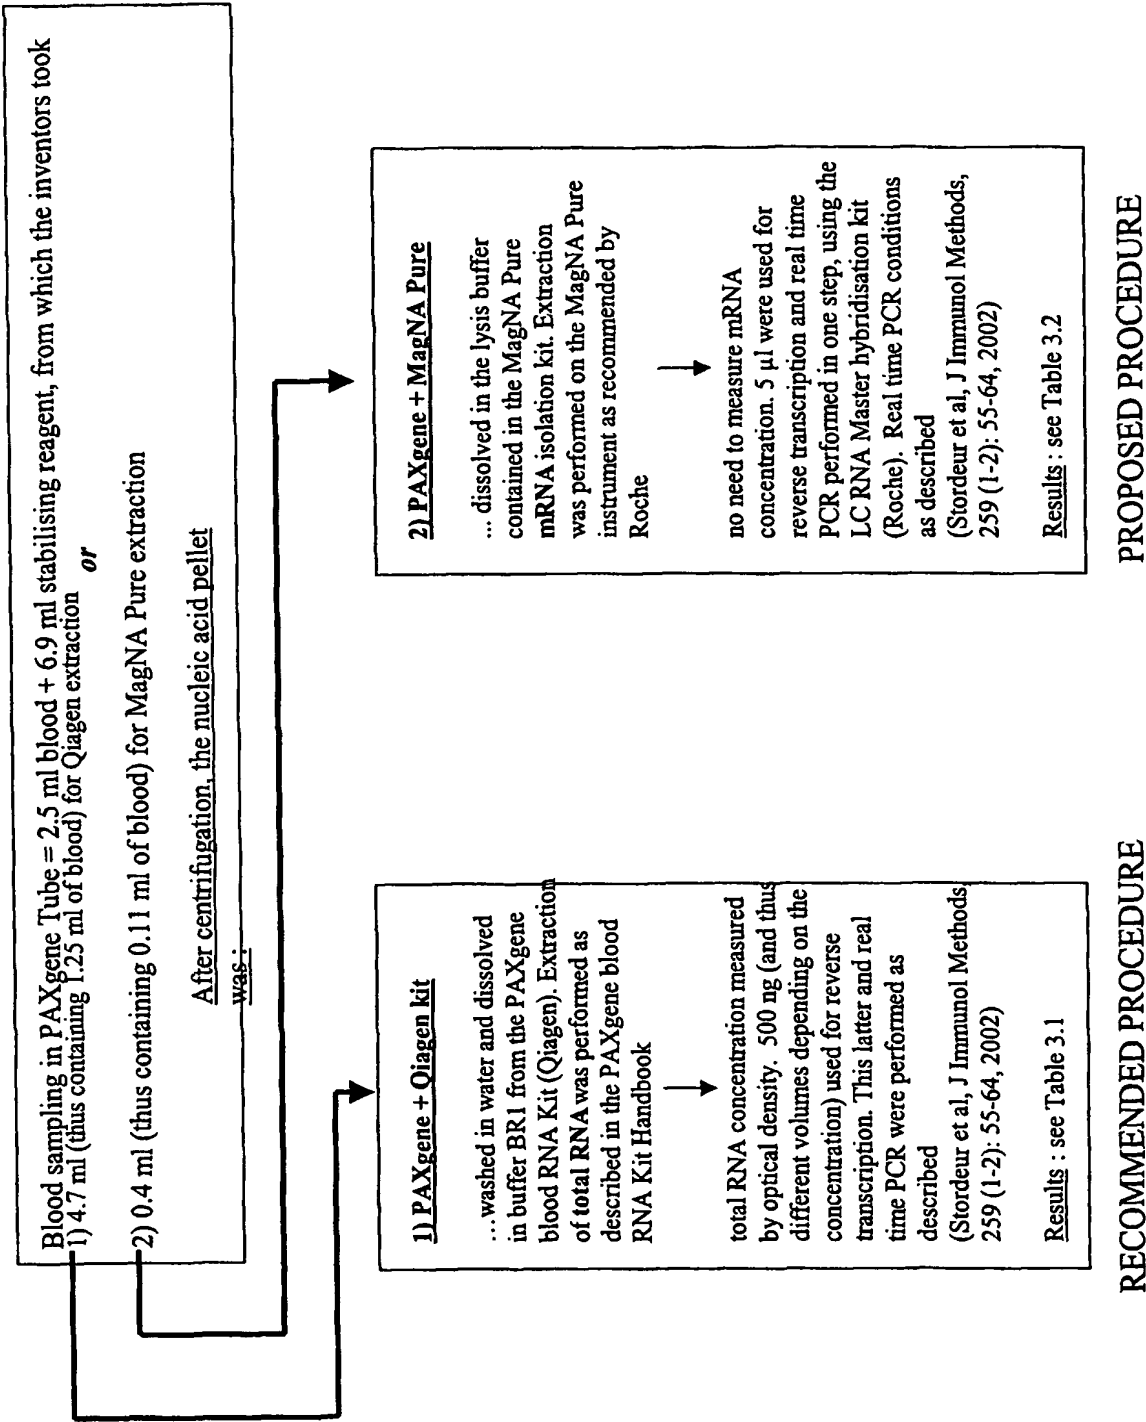 Blood sampling in PAXgene Tube = 2.5 ml blood + 6.9 ml stabilising reagent, from which the inventors took
1) 4.7 ml (thus containing 1.25 ml of blood) for Qiagen extraction
or
2) 0.4 ml (thus containing 0.11 ml of blood) for MagNA Pure extraction
After centrifugation, the nucleic acid pellet
was :
1) PAXgene + Qiagen kit
...washed in water and dissolved
in buffer BR1 from the PAXgene
blood RNA Kit (Qiagen). Extraction
of total RNA was performed as
described in the PAXgene blood
RNA Kit Handbook
total RNA concentration measured
by optical density. 500 ng (and thus
different volumes depending on the
concentration) used for reverse
transcription. This latter and real
time PCR were performed as
described
(Stordeur et al, J Immunol Methods,
259 (1-2): 55-64, 2002)
Results : see Table 3.1
RECOMMENDED PROCEDURE
2) PAXgene + MagNA Pure
... dissolved in the lysis buffer
contained in the MagNA Pure
mRNA isolation kit. Extraction
was performed on the MagNA Pure
instrument as recommended by
Roche
no need to measure mRNA
concentration. 5 µl were used for
reverse transcription and real time
PCR performed in one step, using the
LC RNA Master hybridisation kit
(Roche). Real time PCR conditions
as described
(Stordeur et al, J Immunol Methods,
259 (1-2): 55-64, 2002)
Results : see Table 3.2
PROPOSED PROCEDURE